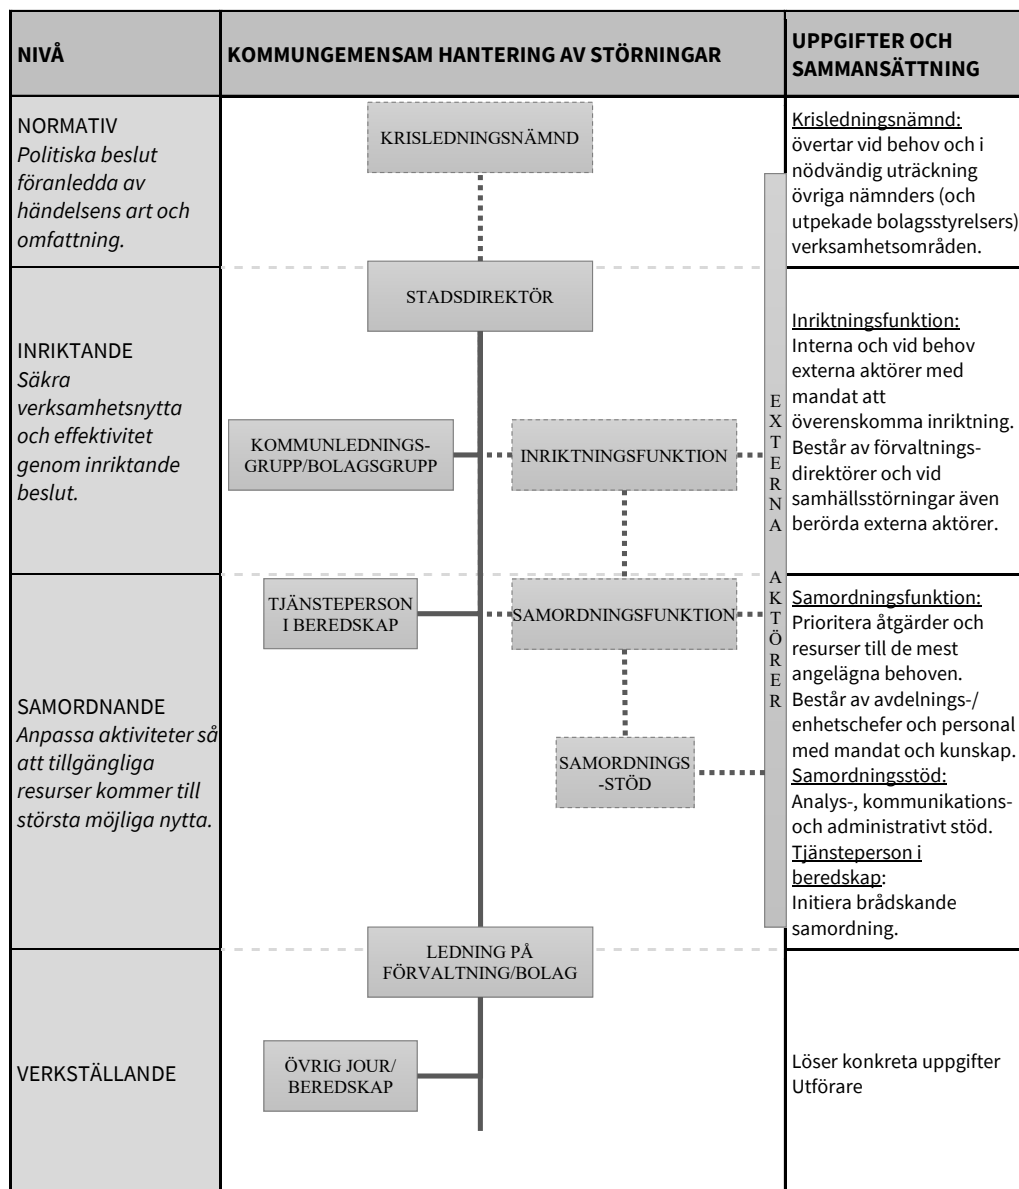 NIVÅ
KOMMUNGEMENSAM HANTERING AV STÖRNINGAR
UPPGIFTER OCH
SAMMANSÄTTNING
NORMATIV
Politiska beslut
föranledda av
händelsens art och
omfattning.
KRISLEDNINGSNÄMND
Krisledningsnämnd:
övertar vid behov och i
nödvändig uträckning
övriga nämnders (och
utpekade bolagsstyrelsers)
verksamhetsområden.
STADSDIREKTÖR
INRIKTANDE
Säkra
verksamhetsnytta
och effektivitet
genom inriktande
beslut.
KOMMUNLEDNINGS-
GRUPP/BOLAGSGRUPP
INRIKTNINGSFUNKTION
EXTERNA AKTÖRER
Inriktningsfunktion:
Interna och vid behov
externa aktörer med
mandat att
överenskomma inriktning.
Består av förvaltnings-
direktörer och vid
samhällsstörningar även
berörda externa aktörer.
SAMORDNANDE
Anpassa aktiviteter så
att tillgängliga
resurser kommer till
största möjliga nytta.
TJÄNSTEPERSON
I BEREDSKAP
SAMORDNINGSFUNKTION
SAMORDNINGS
-STÖD
Samordningsfunktion:
Prioritera åtgärder och
resurser till de mest
angelägna behoven.
Består av avdelnings-/
enhetschefer och personal
med mandat och kunskap.
Samordningsstöd:
Analys-, kommunikations-
och administrativt stöd.
Tjänsteperson i
beredskap:
Initiera brådskande
samordning.
LEDNING PÅ
FÖRVALTNING/BOLAG
VERKSTÄLLANDE
ÖVRIG JOUR/
BEREDSKAP
Löser konkreta uppgifter
Utförare